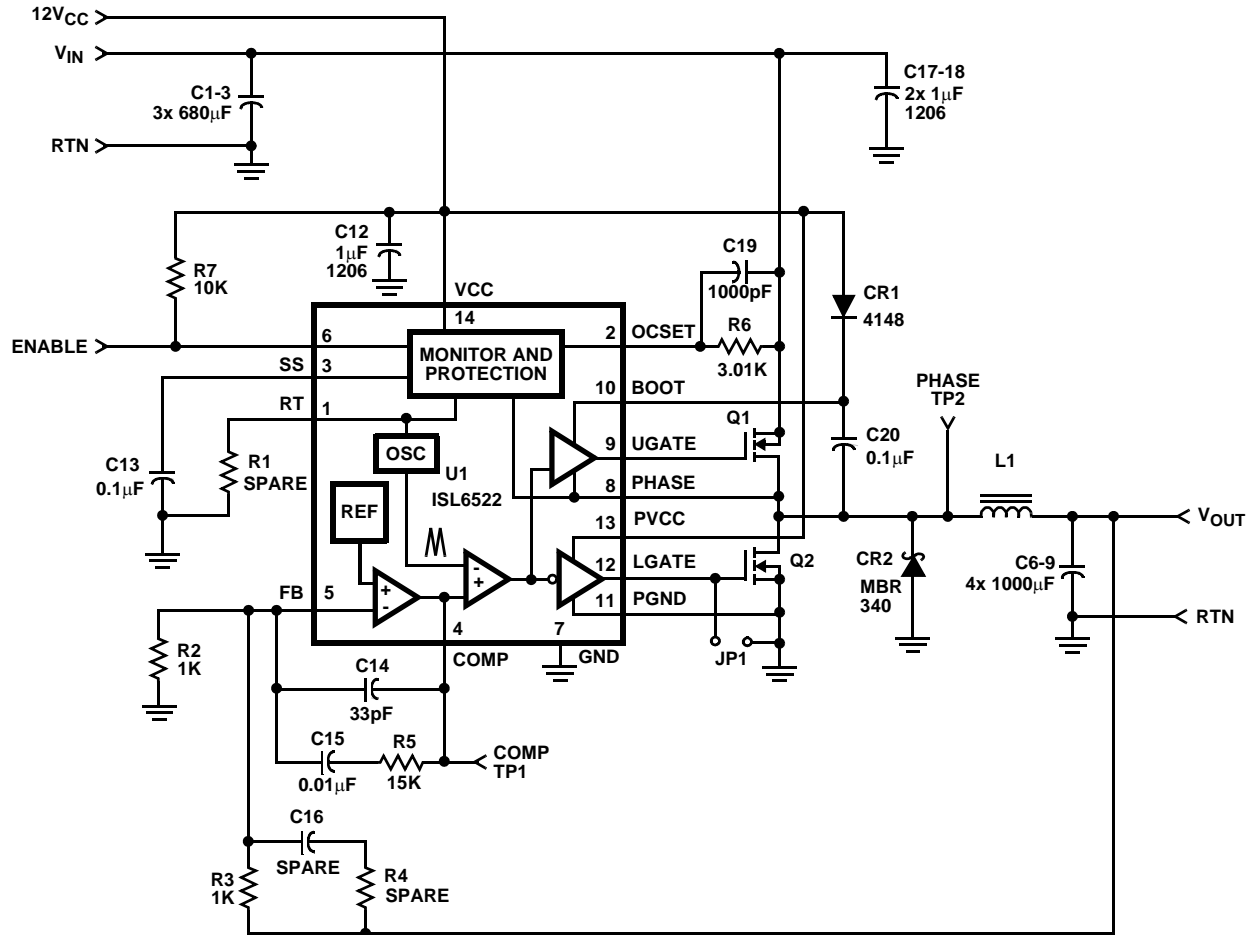 12VCC
VIN
C1-3
3x 680μF
RTN
C17-18
2x 1μF
1206
C12
1μF
1206
R7
10K
VCC
14
C19
1000pF
CR1
4148
ENABLE
6
MONITOR AND
PROTECTION
2 OCSET
R6
3.01K
SS
3
10 BOOT
PHASE
TP2
RT
1
Q1
C13
0.1μF
R1
SPARE
OSC
U1
ISL6522
9 UGATE
C20
0.1μF
L1
REF
8 PHASE
13 PVCC
VOUT
-
+
12 LGATE
Q2
CR2
MBR
340
C6-9
4x 1000μF
FB 5
+
-
11 PGND
RTN
4
7
COMP
GND
JP1
R2
1K
C14
33pF
C15
0.01μF
R5
15K
COMP
TP1
C16
SPARE
R3
1K
R4
SPARE